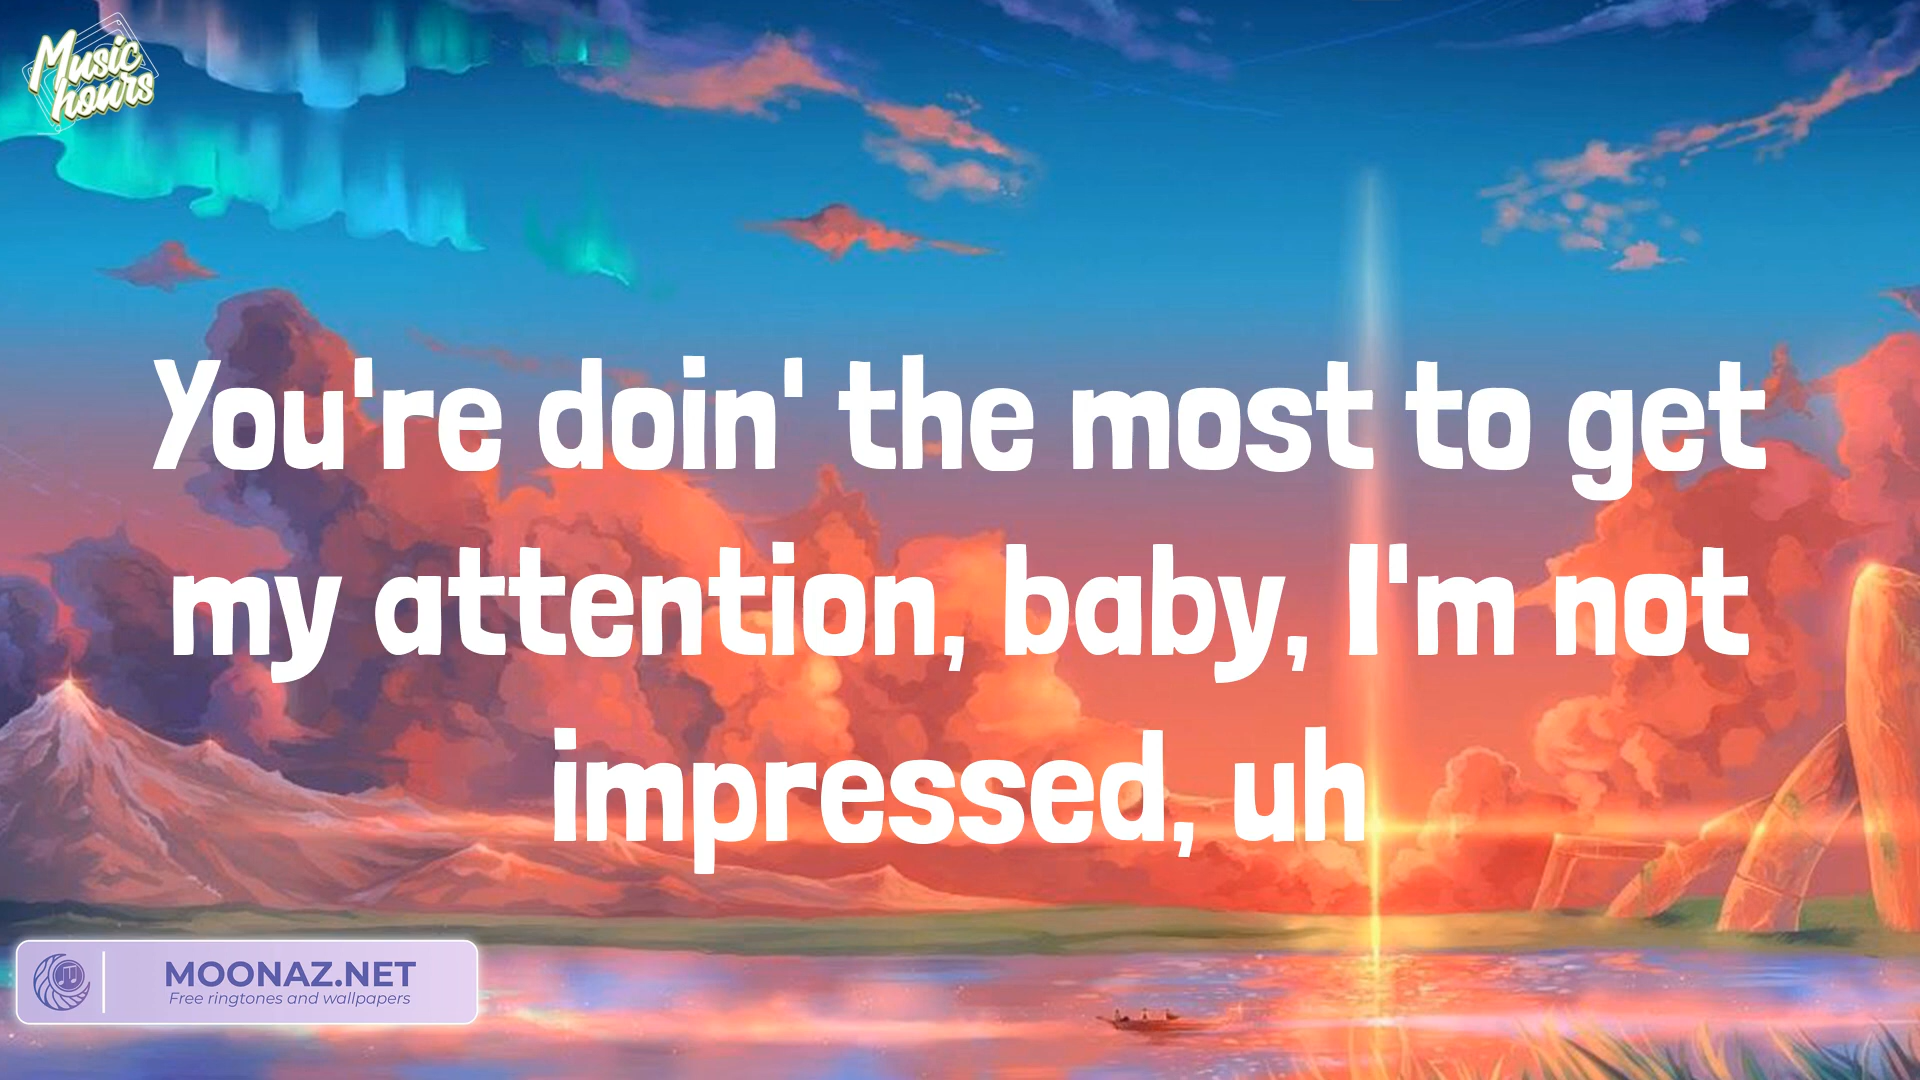 Music
hours
You're doin' the most to get
my attention, baby, I'm not
impressed, uh
MOONAZ.NET
Free ringtones and wallpapers